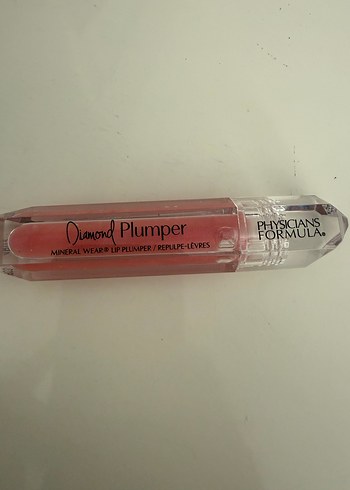 Diamond Plumper
MINERAL WEAR® LIP PLUMPER / REPULPE-LÈVRES
PHYSICIANS
FORMULA®